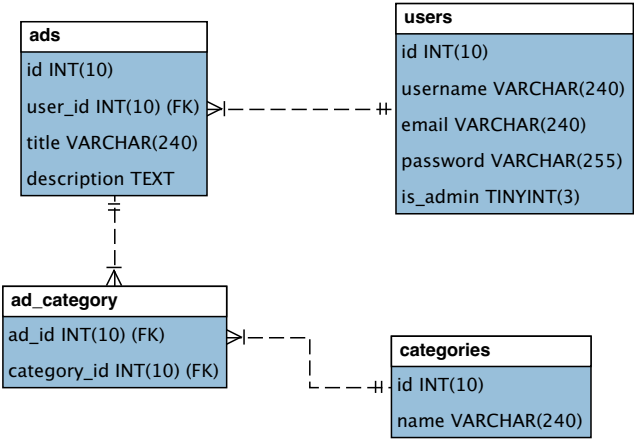 ads
id INT(10)
user_id INT(10) (FK)
title VARCHAR(240)
description TEXT
users
id INT(10)
username VARCHAR(240)
email VARCHAR(240)
password VARCHAR(255)
is_admin TINYINT(3)
ad_category
ad_id INT(10) (FK)
category_id INT(10) (FK)
categories
id INT(10)
name VARCHAR(240)